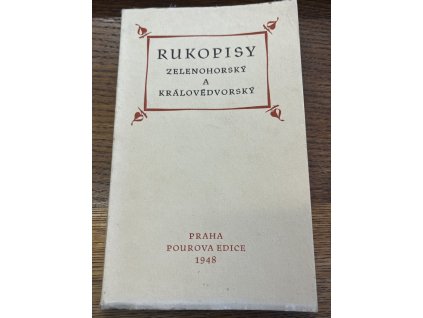 RUKOPISY
ZELENOHORSKÝ
A
KRÁLOVÉDVORSKÝ
PRAHA
POUROVA EDICE
1948